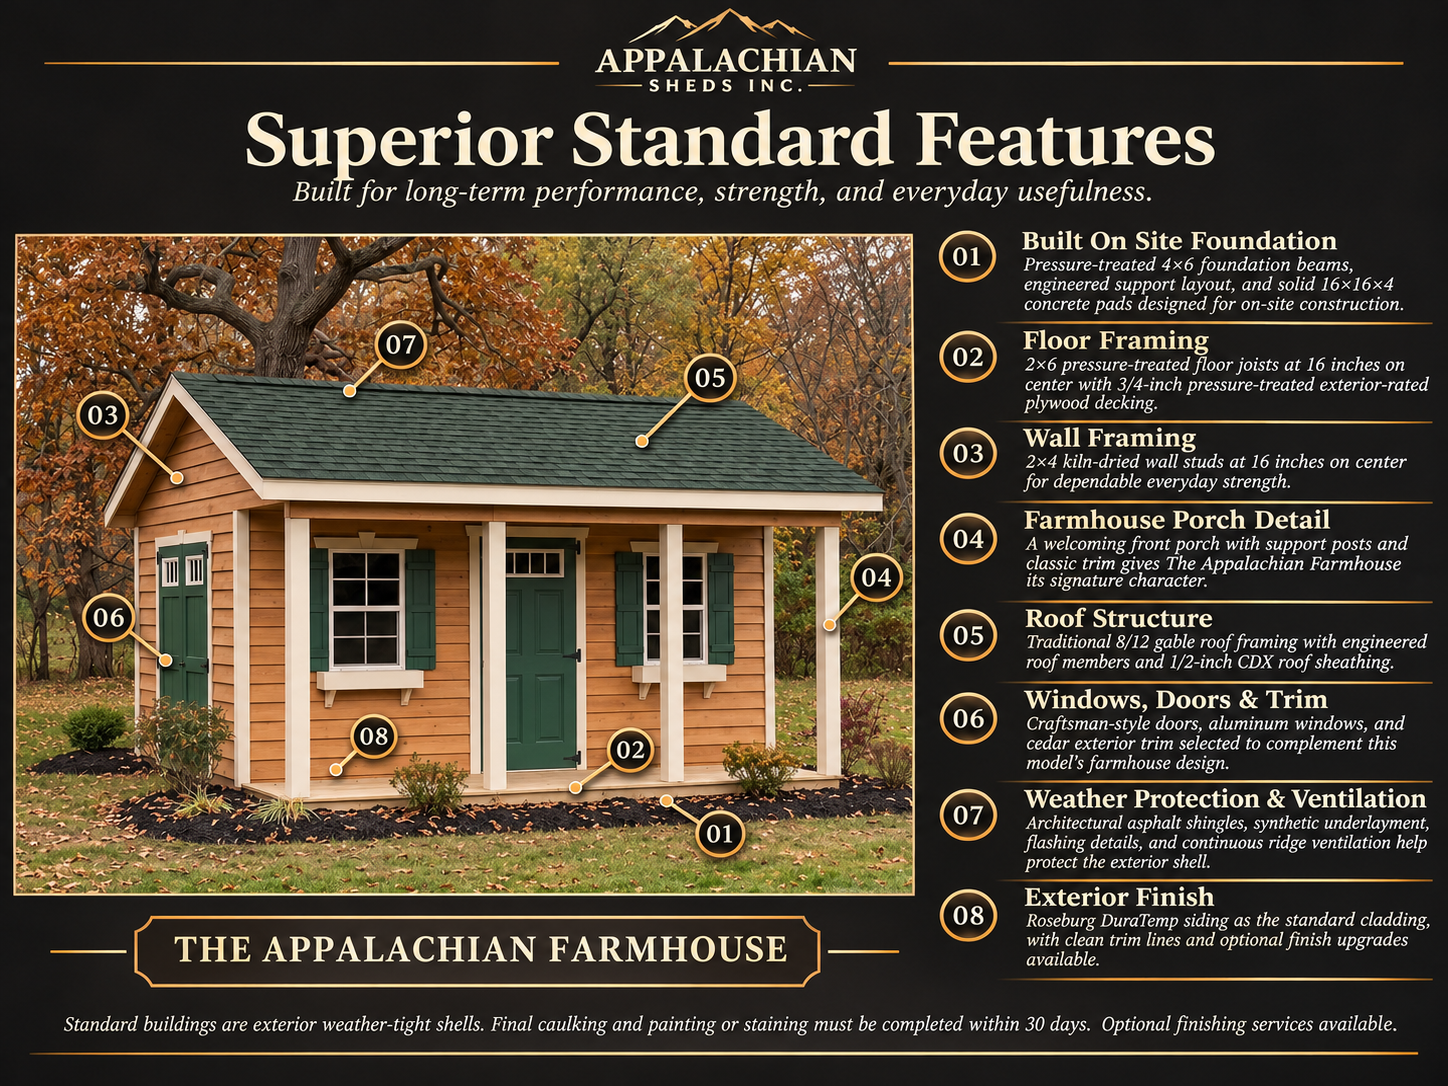 APPALACHIAN
SHEDS INC.
Superior Standard Features
Built for long-term performance, strength, and everyday usefulness.
07
05
03
04
06
08
02
01
01
Built On Site Foundation
Pressure-treated 4×6 foundation beams,
engineered support layout, and solid 16×16×4
concrete pads designed for on-site construction.
02
Floor Framing
2×6 pressure-treated floor joists at 16 inches on
center with 3/4-inch pressure-treated exterior-rated
plywood decking.
03
Wall Framing
2×4 kiln-dried wall studs at 16 inches on center
for dependable everyday strength.
04
Farmhouse Porch Detail
A welcoming front porch with support posts and
classic trim gives The Appalachian Farmhouse
its signature character.
05
Roof Structure
Traditional 8/12 gable roof framing with engineered
roof members and 1/2-inch CDX roof sheathing.
06
Windows, Doors & Trim
Craftsman-style doors, aluminum windows, and
cedar exterior trim selected to complement this
model's farmhouse design.
07
Weather Protection & Ventilation
Architectural asphalt shingles, synthetic underlayment,
flashing details, and continuous ridge ventilation help
protect the exterior shell.
08
Exterior Finish
Roseburg DuraTemp siding as the standard cladding,
with clean trim lines and optional finish upgrades
available.
THE APPALACHIAN FARMHOUSE
Standard buildings are exterior weather-tight shells. Final caulking and painting or staining must be completed within 30 days. Optional finishing services available.